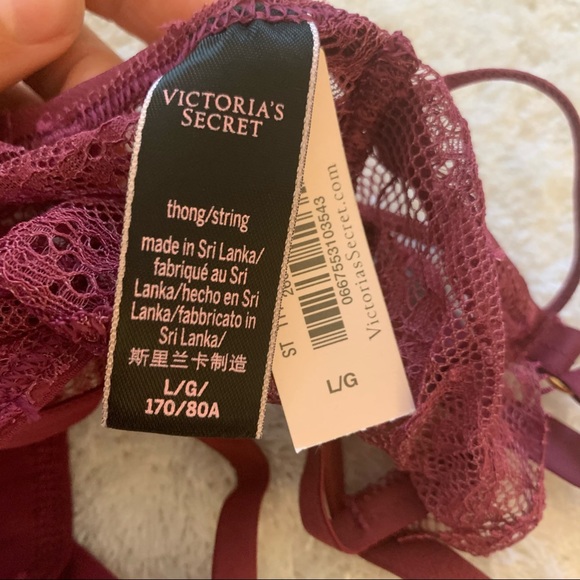 VICTORIA'S
SECRET
thong/string
made in Sri Lanka/
fabriqué au Sri
Lanka/hecho en Sri
Lanka/fabbricato in
Sri Lanka/
斯里兰卡制造
L/G/
170/80A
VictoriasSecret.com
0667553103543
ST
L/G